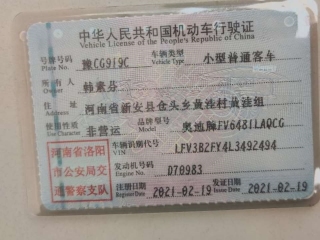 中华人民共和国机动车行驶证
Vehicle License of the People's Republic of China
号牌号码 豫CG919C 车辆类型 小型普通客车
Plate No. Vehicle Type
所有人 韩素芬
Owner
住址 河南省新安县仓头乡黄洼村黄洼组
使用性质 非营运 品牌型号 奥迪牌FV6481LAQCG
Use Character Model
河南省洛阳 车辆识别代号 LFV3B2FY4L3492494
VIN
市公安局交 发动机号码 D70983
Engine No.
通警察支队 注册日期 2021-02-19 发证日期 2021-02-19
Register Date Issue Date